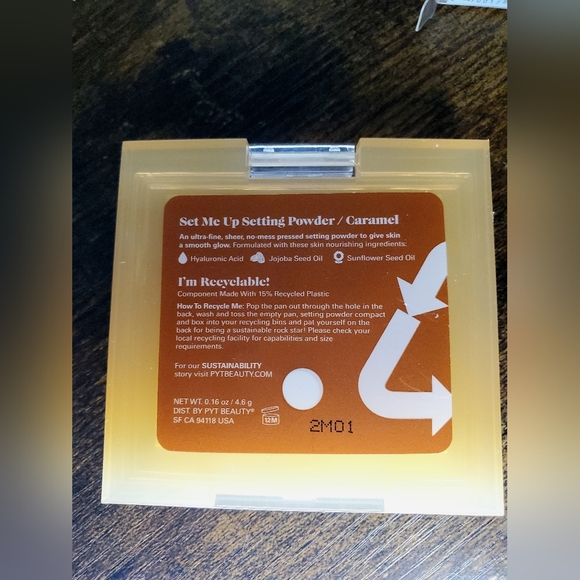 Set Me Up Setting Powder / Caramel
An ultra-fine, sheer, no-mess pressed setting powder to give skin
a smooth glow. Formulated with these skin nourishing ingredients:
Hyaluronic Acid Jojoba Seed Oil Sunflower Seed Oil
I'm Recyclable!
Component Made With 15% Recycled Plastic
How To Recycle Me: Pop the pan out through the hole in the
back, wash and toss the empty pan, setting powder compact
and box into your recycling bins and pat yourself on the
back for being a sustainable rock star! Please check your
local recycling facility for capabilities and size
requirements.
For our SUSTAINABILITY
story visit PYTBEAUTY.COM
NET WT. 0.16 oz / 4.6 g
DIST. BY PYT BEAUTY®
SF CA 94118 USA
12M
2M01